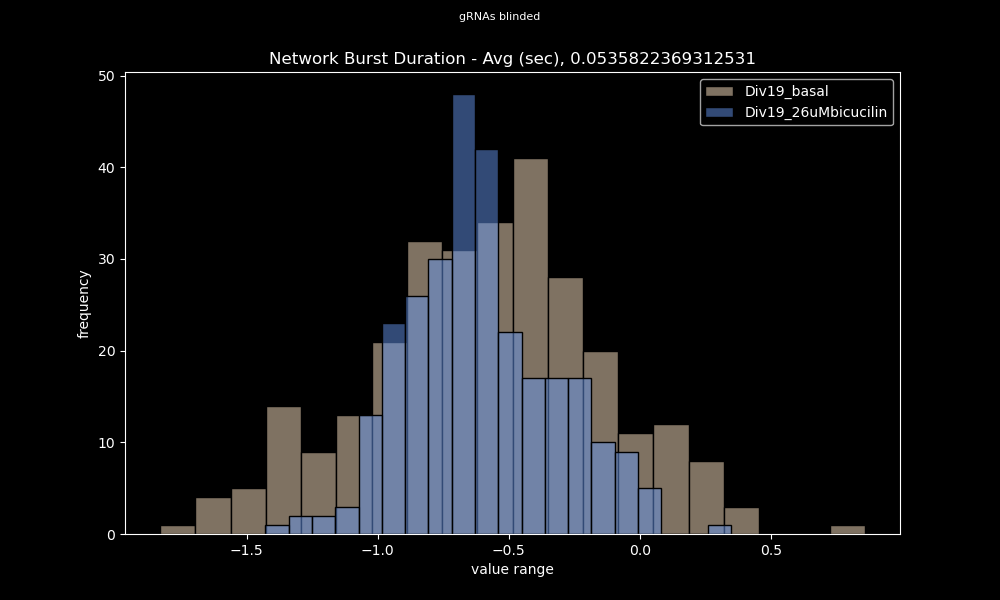 gRNAs blinded
Network Burst Duration - Avg (sec), 0.0535822369312531
Div19_basal
Div19_26uMbicucilin
50
40
30
20
10
0
frequency
−1.5
−1.0
−0.5
0.0
0.5
value range